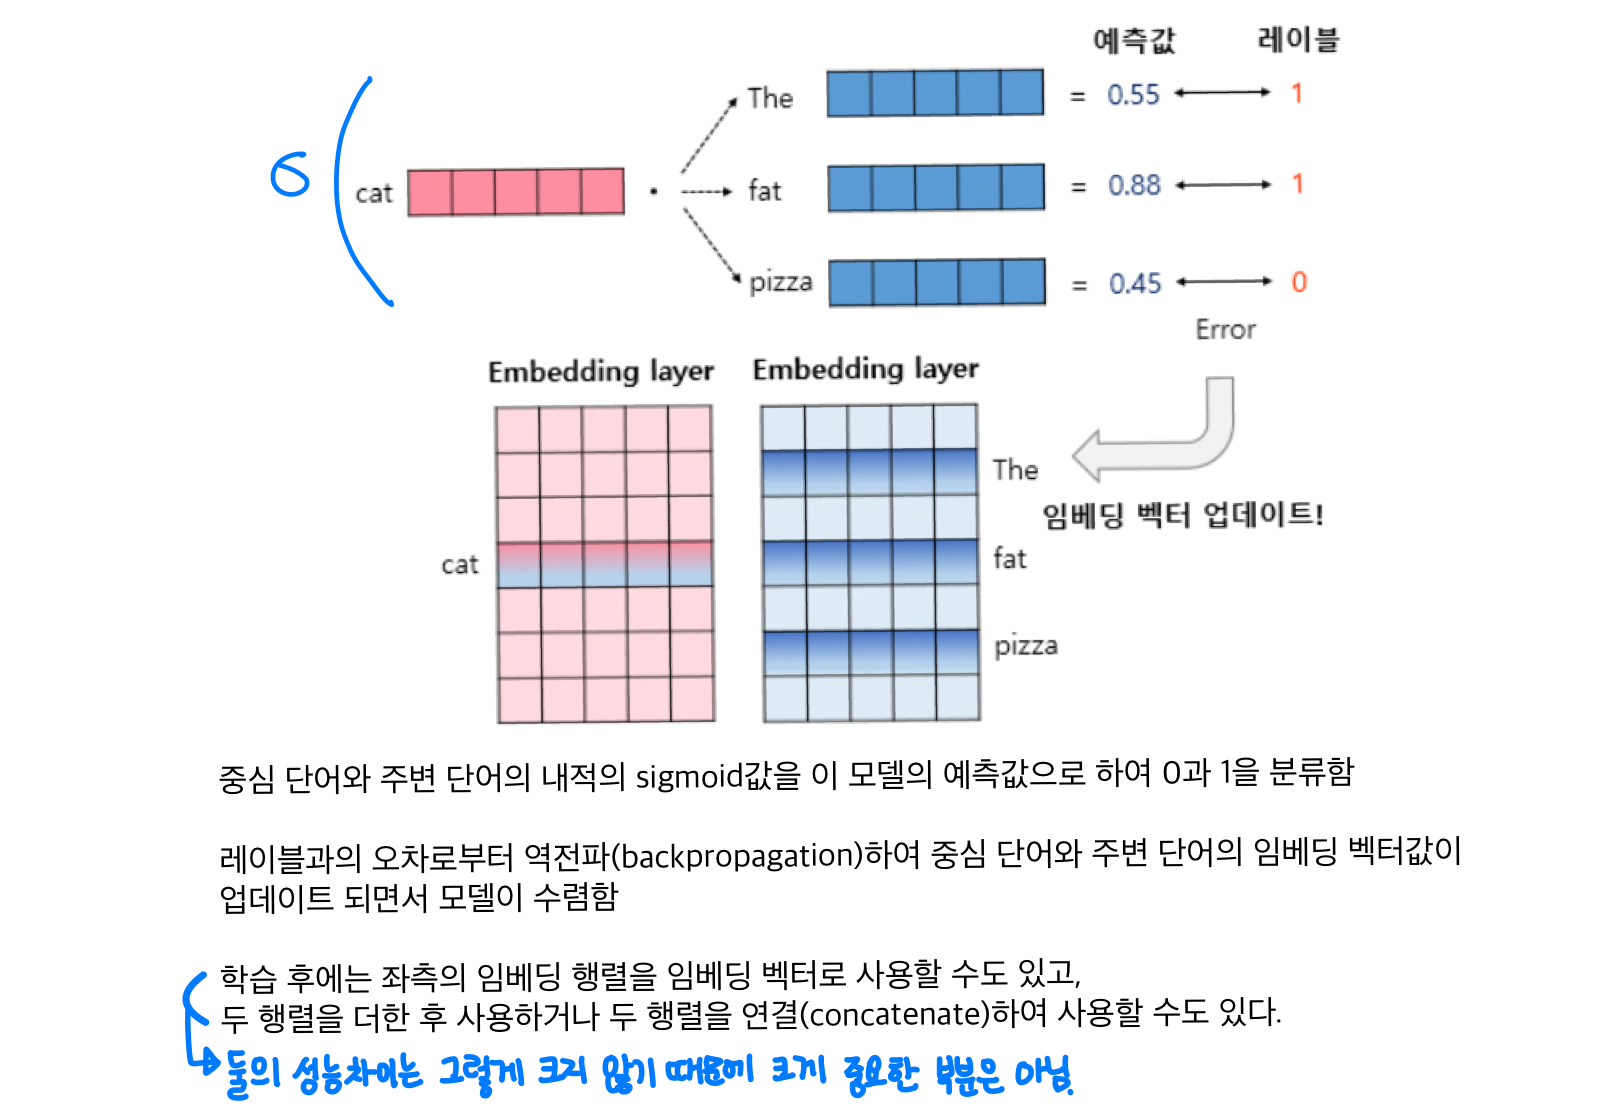 예측값 레이블
The = 0.55 1
σ cat · fat = 0.88 1
pizza = 0.45 0
Error
Embedding layer Embedding layer
The
임베딩 벡터 업데이트!
cat fat
pizza
중심 단어와 주변 단어의 내적의 sigmoid값을 이 모델의 예측값으로 하여 0과 1을 분류함
레이블과의 오차로부터 역전파(backpropagation)하여 중심 단어와 주변 단어의 임베딩 벡터값이
업데이트 되면서 모델이 수렴함
학습 후에는 좌측의 임베딩 행렬을 임베딩 벡터로 사용할 수도 있고,
두 행렬을 더한 후 사용하거나 두 행렬을 연결(concatenate)하여 사용할 수도 있다.
둘의 성능차이는 그렇게 크지 않기 때문에 크게 중요한 부분은 아님.